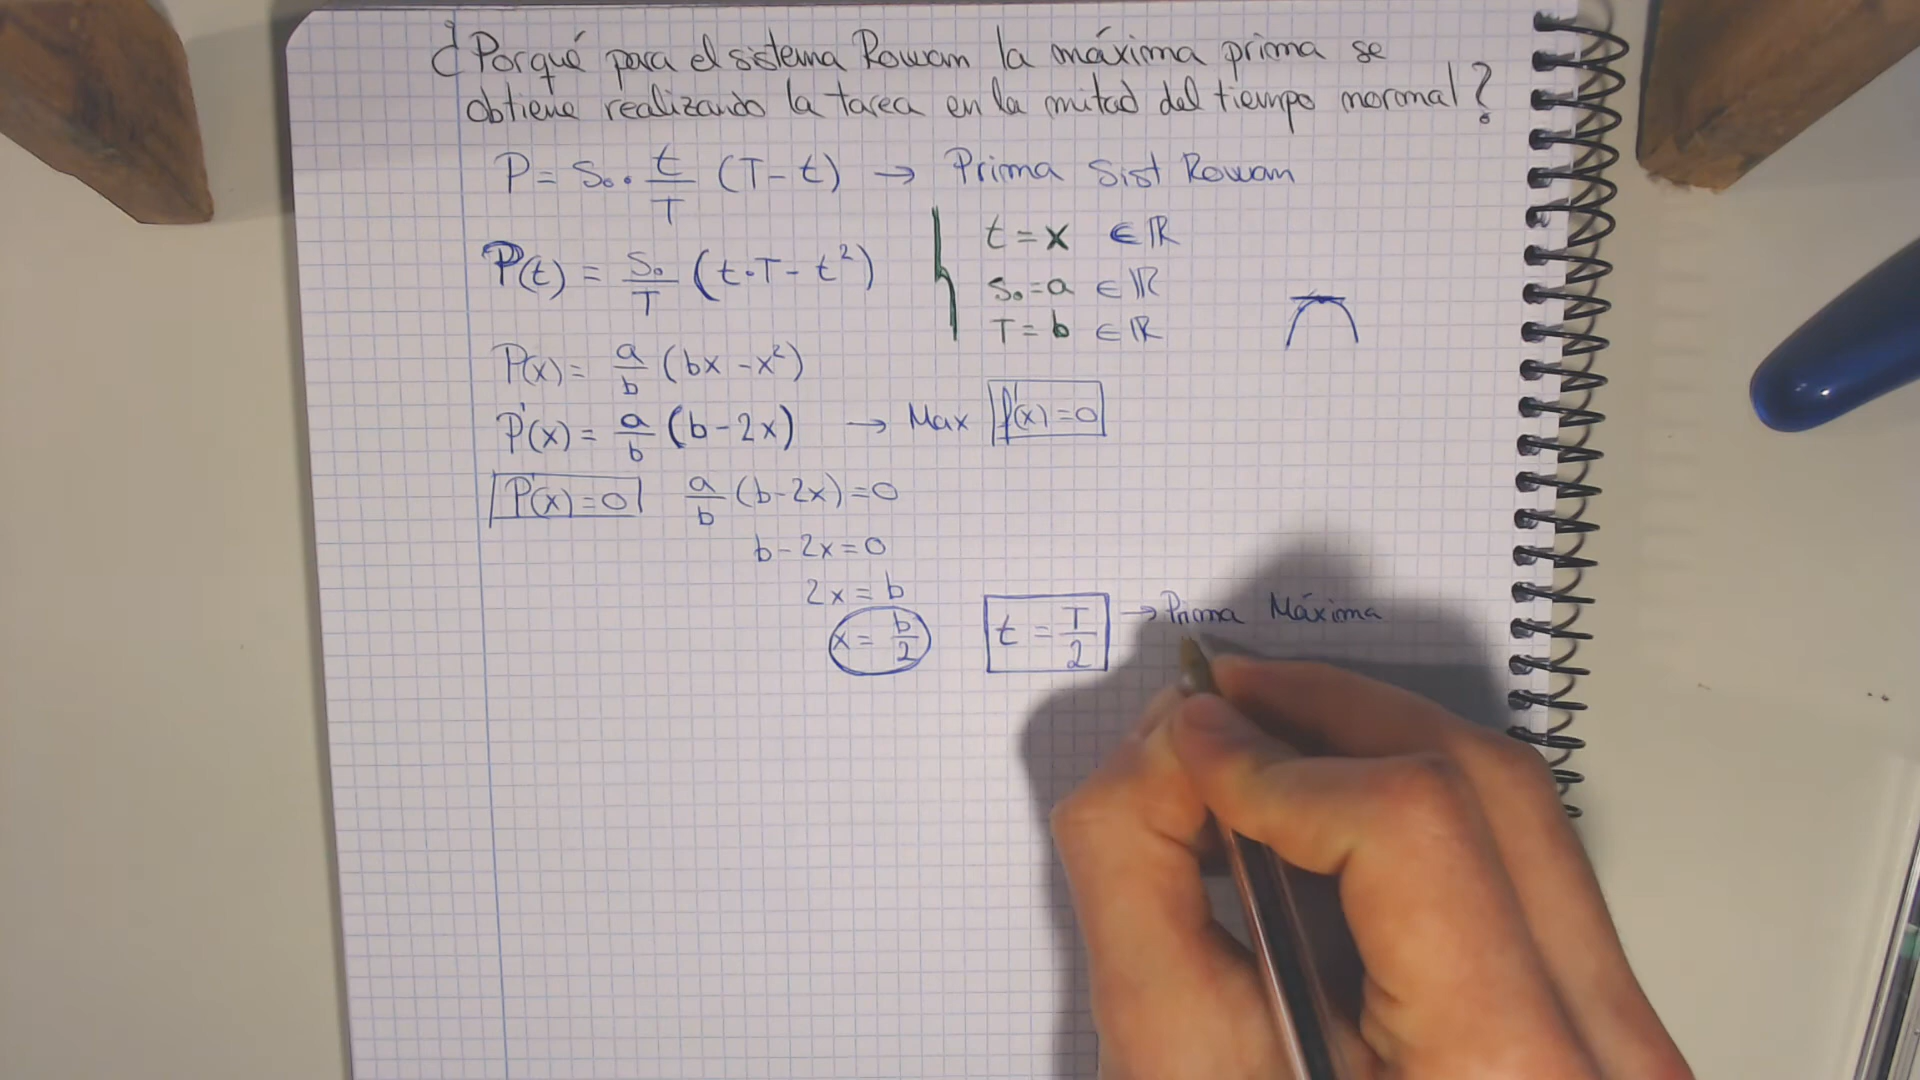 ¿Porqué para el sistema Rowam la máxima prima se
obtiene realizando la tarea en la mitad del tiempo normal?
P = S₀ · t/T (T - t) → Prima Sist Rowam
P(t) = S₀/T (t·T - t²)
t = x ∈ ℝ
S₀ = a ∈ ℝ
T = b ∈ ℝ
P(x) = a/b (bx - x²)
P'(x) = a/b (b - 2x) → Max f'(x) = 0
P'(x) = 0 a/b (b - 2x) = 0
b - 2x = 0
2x = b
x = b/2 t = T/2 → Prima Máxima